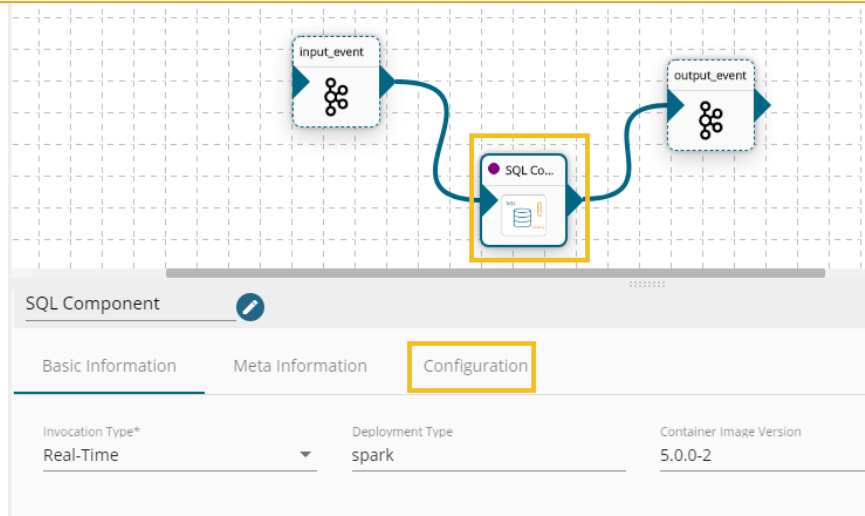 input_event
output_event
SQL Co...
SQL
SQL Component
Basic Information
Meta Information
Configuration
Invocation Type*
Deployment Type
Container Image Version
Real-Time
spark
5.0.0-2